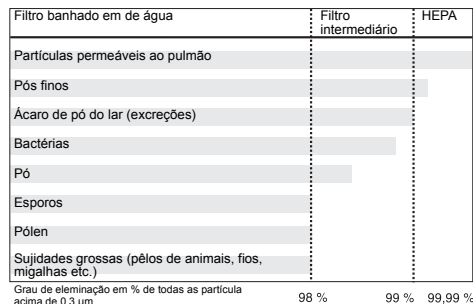 Filtro banhado em de água Filtro intermediário HEPA
Partículas permeáveis ao pulmão
Pós finos
Ácaro de pó do lar (excreções)
Bactérias
Pó
Esporos
Pólen
Sujidades grossas (pêlos de animais, fios,
migalhas etc.)
Grau de eleminação em % de todas as partícula
acima de 0,3 µm 98 % 99 % 99,99 %